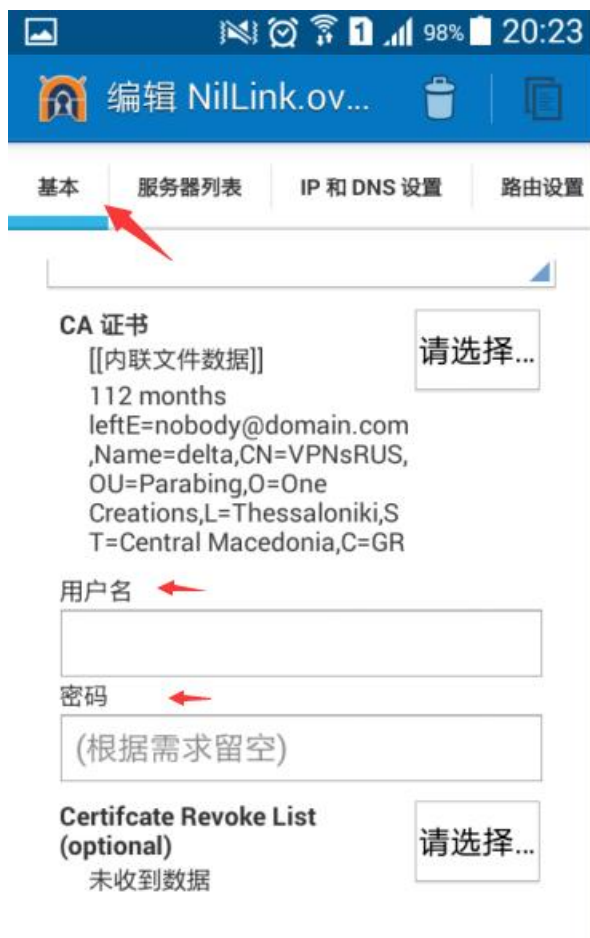 1 98% 20:23
编辑 NilLink.ov...
基本 服务器列表 IP 和 DNS 设置 路由设置
CA 证书
[[内联文件数据]]
请选择...
112 months
leftE=nobody@domain.com
,Name=delta,CN=VPNsRUS,
OU=Parabing,O=One
Creations,L=Thessaloniki,S
T=Central Macedonia,C=GR
用户名
密码
(根据需求留空)
Certifcate Revoke List
(optional)
请选择...
未收到数据